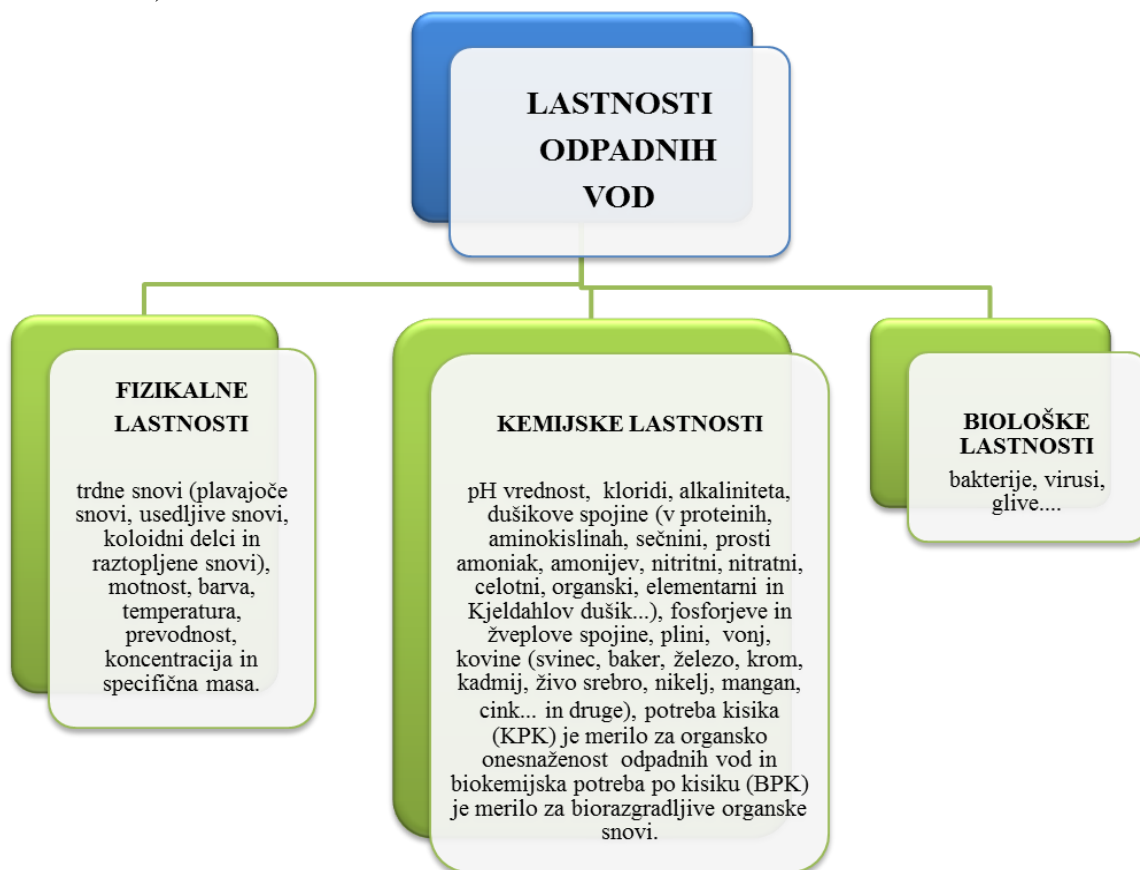 LASTNOSTI
ODPADNIH
VOD
FIZIKALNE
LASTNOSTI
trdne snovi (plavajoče
snovi, usedljive snovi,
koloidni delci in
raztopljene snovi),
motnost, barva,
temperatura,
prevodnost,
koncentracija in
specifična masa.
KEMIJSKE LASTNOSTI
pH vrednost, kloridi, alkaliniteta,
dušikove spojine (v proteinih,
aminokislinah, sečnini, prosti
amoniak, amonijev, nitritni, nitratni,
celotni, organski, elementarni in
Kjeldahlov dušik...), fosforjeve in
žveplove spojine, plini, vonj,
kovine (svinec, baker, železo, krom,
kadmij, živo srebro, nikelj, mangan,
cink... in druge), potreba kisika
(KPK) je merilo za organsko
onesnaženost odpadnih vod in
biokemijska potreba po kisiku (BPK)
je merilo za biorazgradljive organske
snovi.
BIOLOŠKE
LASTNOSTI
bakterije, virusi,
glive....